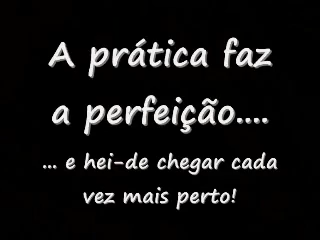 A prática faz
a perfeição....
... e hei-de chegar cada
vez mais perto!